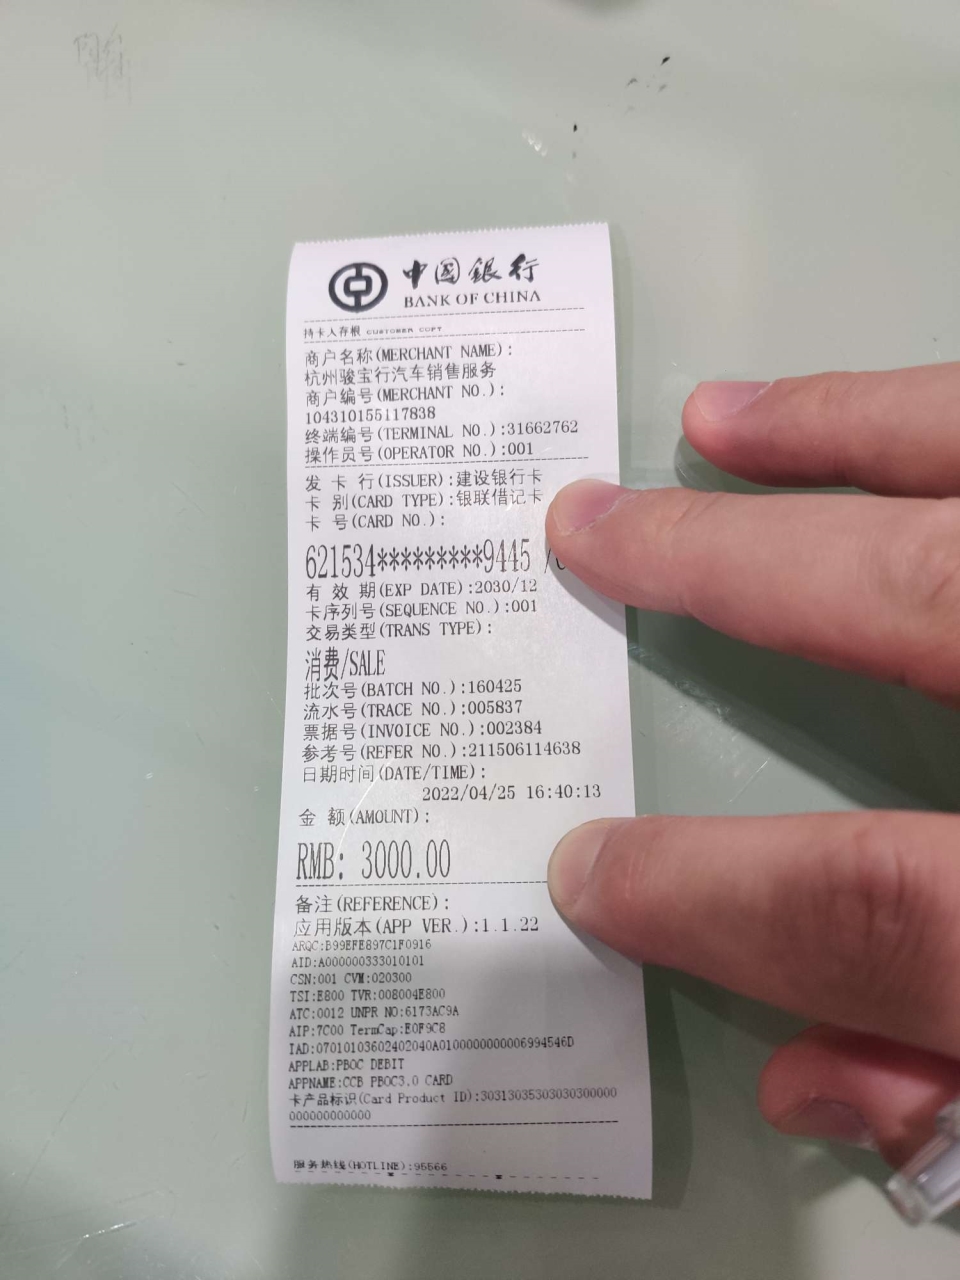 中国银行
BANK OF CHINA
持卡人存根 CUSTOMER COPY
商户名称(MERCHANT NAME):
杭州骏宝行汽车销售服务
商户编号(MERCHANT NO.):
104310155117838
终端编号(TERMINAL NO.):31662762
操作员号(OPERATOR NO.):001
发 卡 行(ISSUER):建设银行卡
卡 别(CARD TYPE):银联借记卡
卡 号(CARD NO.):
621534*********9445 /
有 效 期(EXP DATE):2030/12
卡序列号(SEQUENCE NO.):001
交易类型(TRANS TYPE):
消费/SALE
批次号(BATCH NO.):160425
流水号(TRACE NO.):005837
票据号(INVOICE NO.):002384
参考号(REFER NO.):211506114638
日期时间(DATE/TIME):
2022/04/25 16:40:13
金 额(AMOUNT):
RMB: 3000.00
备注(REFERENCE):
应用版本(APP VER.):1.1.22
ARQC:B99EFE897C1F0916
AID:A000000333010101
CSN:001 CVM:020300
TSI:E800 TVR:008004E800
ATC:0012 UNPR NO:6173AC9A
AIP:7C00 TermCap:E0F9C8
IAD:07010103602402040A0100000000006994546D
APPLAB:PBOC DEBIT
APPNAME:CCB PBOC3.0 CARD
卡产品标识(Card Product ID):30313035303030300000
000000000000
服务热线(HOTLINE):95566